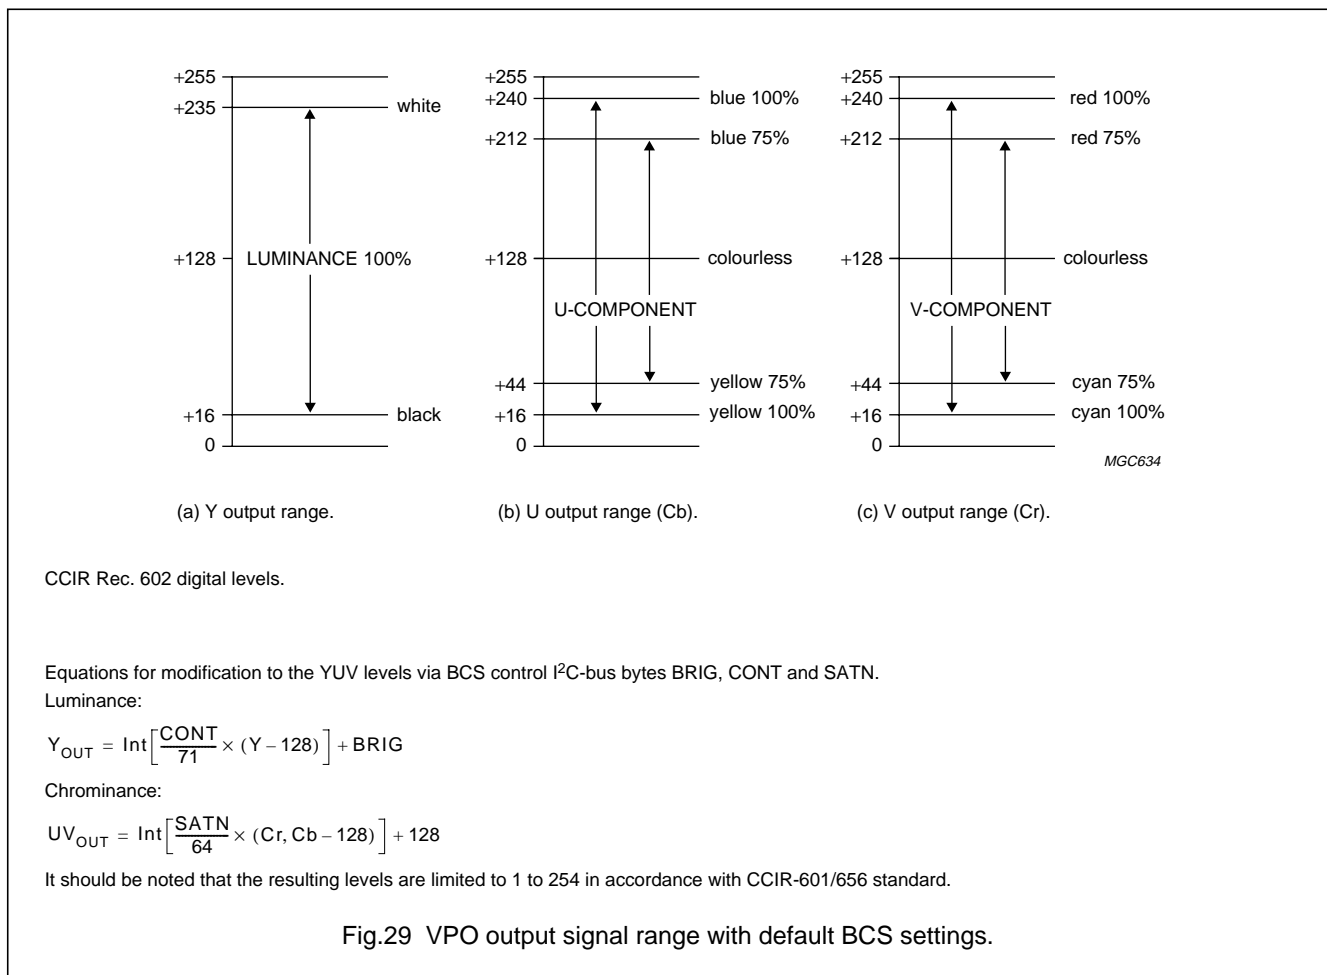 +255
+235
white
+128
LUMINANCE 100%
+16
black
0
(a) Y output range.
+255
+240
blue 100%
+212
blue 75%
+128
colourless
U-COMPONENT
+44
yellow 75%
+16
yellow 100%
0
(b) U output range (Cb).
+255
+240
red 100%
+212
red 75%
+128
colourless
V-COMPONENT
+44
cyan 75%
+16
cyan 100%
0
MGC634
(c) V output range (Cr).
CCIR Rec. 602 digital levels.
Equations for modification to the YUV levels via BCS control I²C-bus bytes BRIG, CONT and SATN.
Luminance:
Y_OUT = Int[CONT/71 × (Y – 128)] + BRIG
Chrominance:
UV_OUT = Int[SATN/64 × (Cr, Cb – 128)] + 128
It should be noted that the resulting levels are limited to 1 to 254 in accordance with CCIR-601/656 standard.
Fig.29 VPO output signal range with default BCS settings.